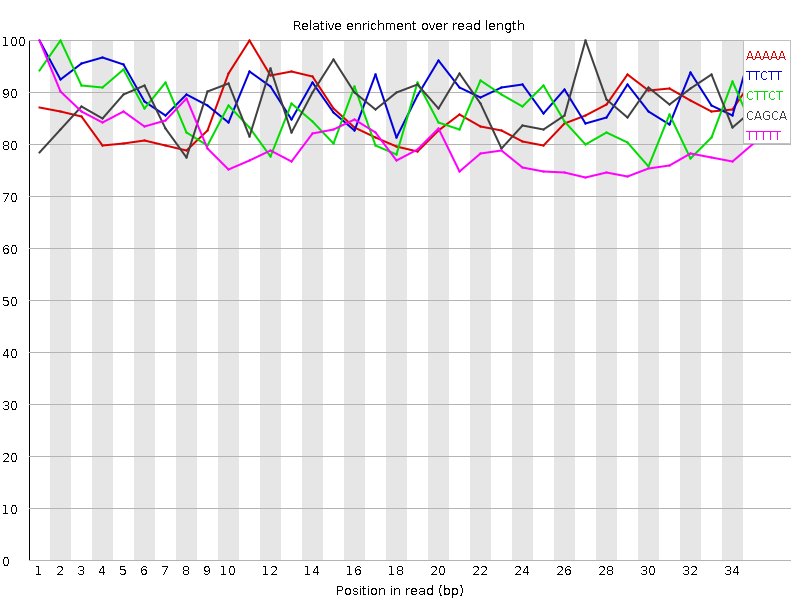 Relative enrichment over read length
100
90
80
70
60
50
40
30
20
10
0
AAAAA
TTCTT
CTTCT
CAGCA
TTTTT
1 2 3 4 5 6 7 8 9 10 12 14 16 18 20 22 24 26 28 30 32 34
Position in read (bp)